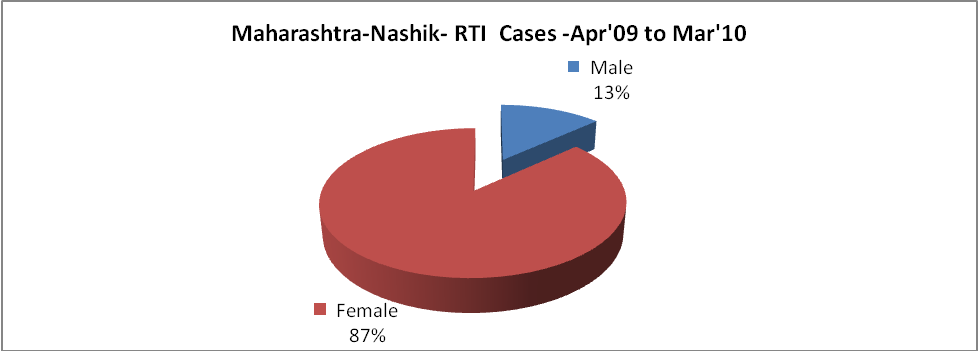 Maharashtra-Nashik- RTI  Cases -Apr'09 to Mar'10
Male
13%
Female
87%